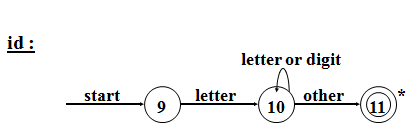 id :
letter or digit
start letter other *
9 10 11